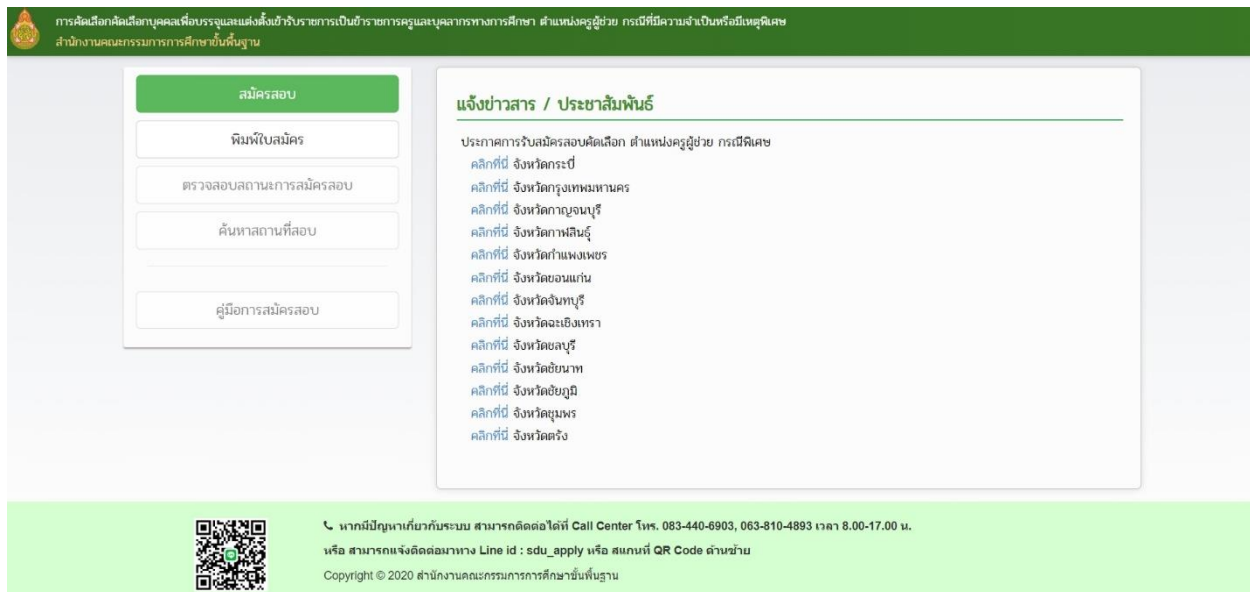 การคัดเลือกคัดเลือกบุคคลเพื่อบรรจุและแต่งตั้งเข้ารับราชการเป็นข้าราชการครูและบุคลากรทางการศึกษา ตำแหน่งครูผู้ช่วย กรณีที่มีความจำเป็นหรือมีเหตุพิเศษ
สำนักงานคณะกรรมการการศึกษาขั้นพื้นฐาน
สมัครสอบ
พิมพ์ใบสมัคร
ตรวจสอบสถานะการสมัครสอบ
ค้นหาสถานที่สอบ
คู่มือการสมัครสอบ
แจ้งข่าวสาร / ประชาสัมพันธ์
ประกาศการรับสมัครสอบคัดเลือก ตำแหน่งครูผู้ช่วย กรณีพิเศษ
คลิกที่นี่ จังหวัดกระบี่
คลิกที่นี่ จังหวัดกรุงเทพมหานคร
คลิกที่นี่ จังหวัดกาญจนบุรี
คลิกที่นี่ จังหวัดกาฬสินธุ์
คลิกที่นี่ จังหวัดกำแพงเพชร
คลิกที่นี่ จังหวัดขอนแก่น
คลิกที่นี่ จังหวัดจันทบุรี
คลิกที่นี่ จังหวัดฉะเชิงเทรา
คลิกที่นี่ จังหวัดชลบุรี
คลิกที่นี่ จังหวัดชัยนาท
คลิกที่นี่ จังหวัดชัยภูมิ
คลิกที่นี่ จังหวัดชุมพร
คลิกที่นี่ จังหวัดตรัง
หากมีปัญหาเกี่ยวกับระบบ สามารถติดต่อได้ที่ Call Center โทร. 083-440-6903, 063-810-4893 เวลา 8.00-17.00 น.
หรือ สามารถแจ้งติดต่อมาทาง Line id : sdu_apply หรือ สแกนที่ QR Code ด้านซ้าย
Copyright © 2020 สำนักงานคณะกรรมการการศึกษาขั้นพื้นฐาน